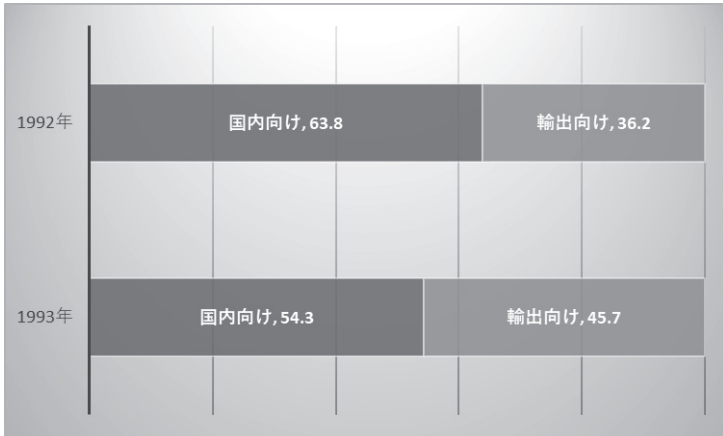 1992年
国内向け, 63.8
輸出向け, 36.2
1993年
国内向け, 54.3
輸出向け, 45.7